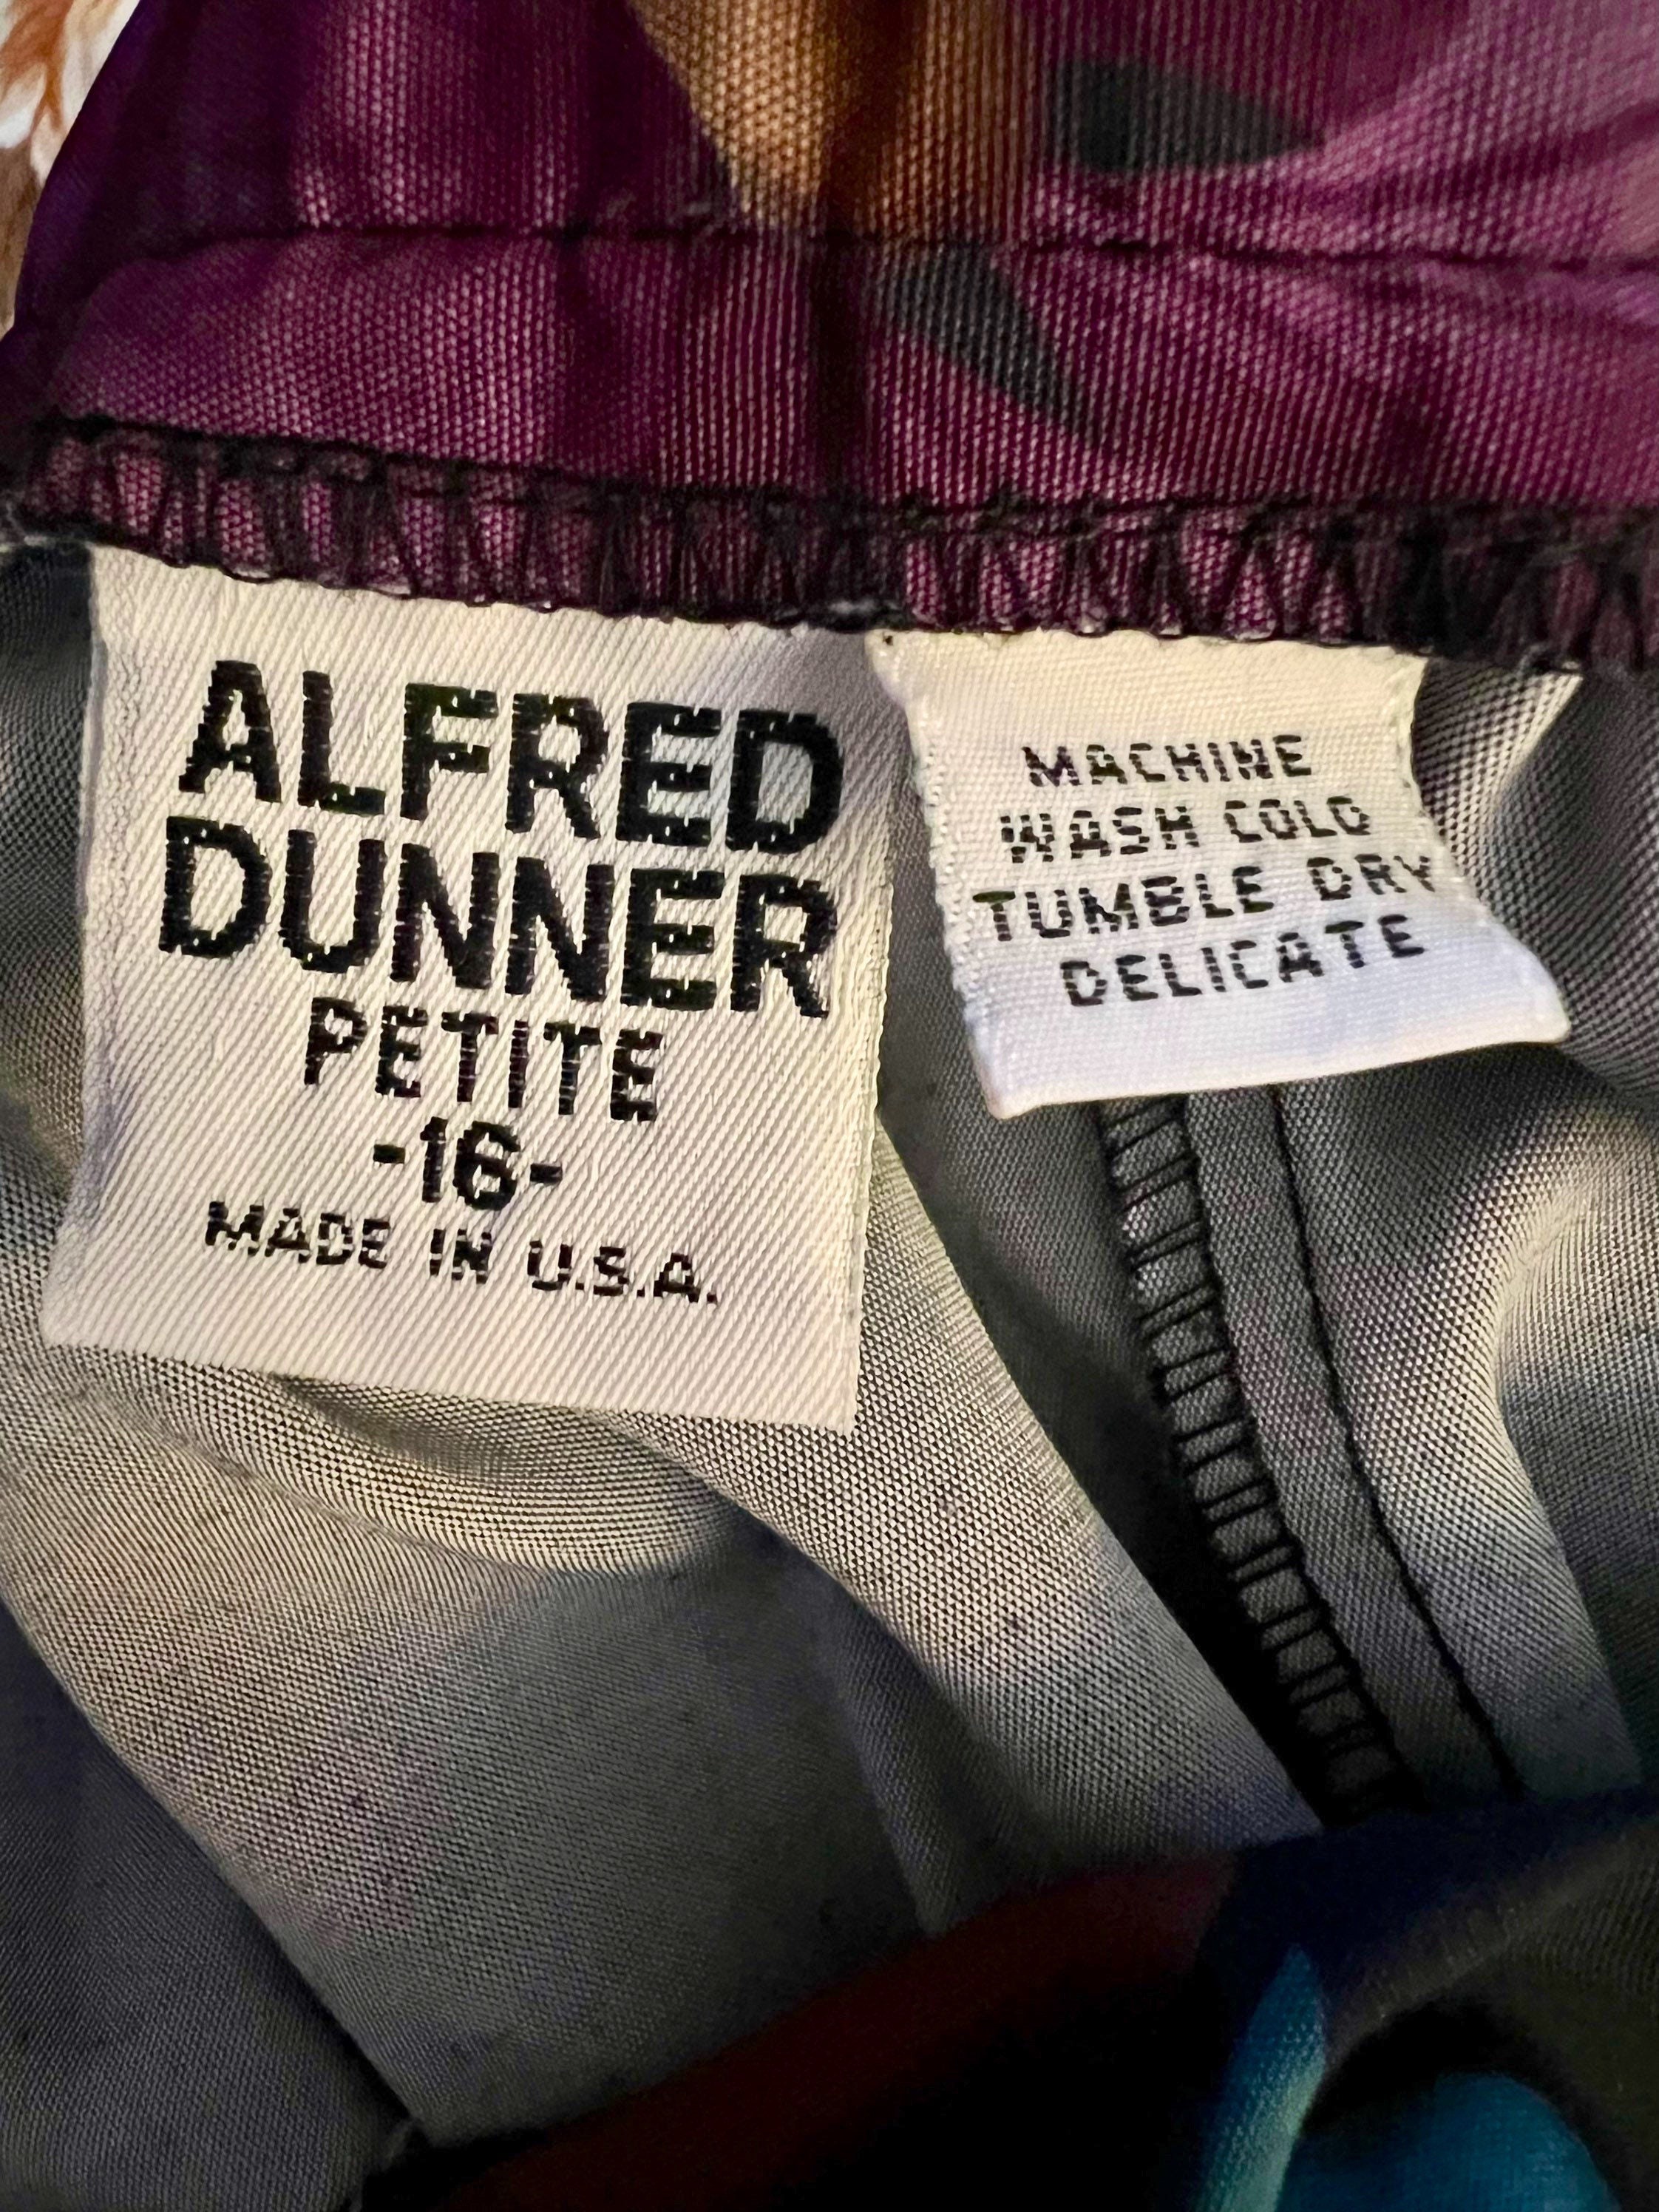 ALFRED
DUNNER
PETITE
-16-
MADE IN U.S.A.
MACHINE
WASH COLD
TUMBLE DRY
DELICATE